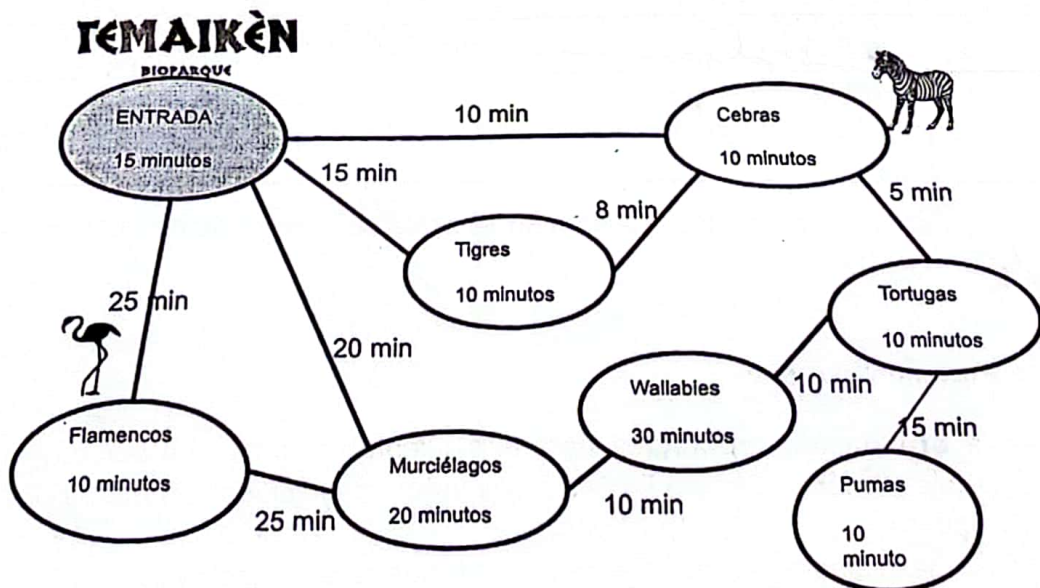 TEMAIKÈN
BIOPARQUE
ENTRADA
15 minutos
10 min
Cebras
10 minutos
15 min
8 min
5 min
Tigres
10 minutos
Tortugas
10 minutos
25 min
20 min
Wallabies
30 minutos
10 min
15 min
Flamencos
10 minutos
Murciélagos
20 minutos
25 min
10 min
Pumas
10
minuto